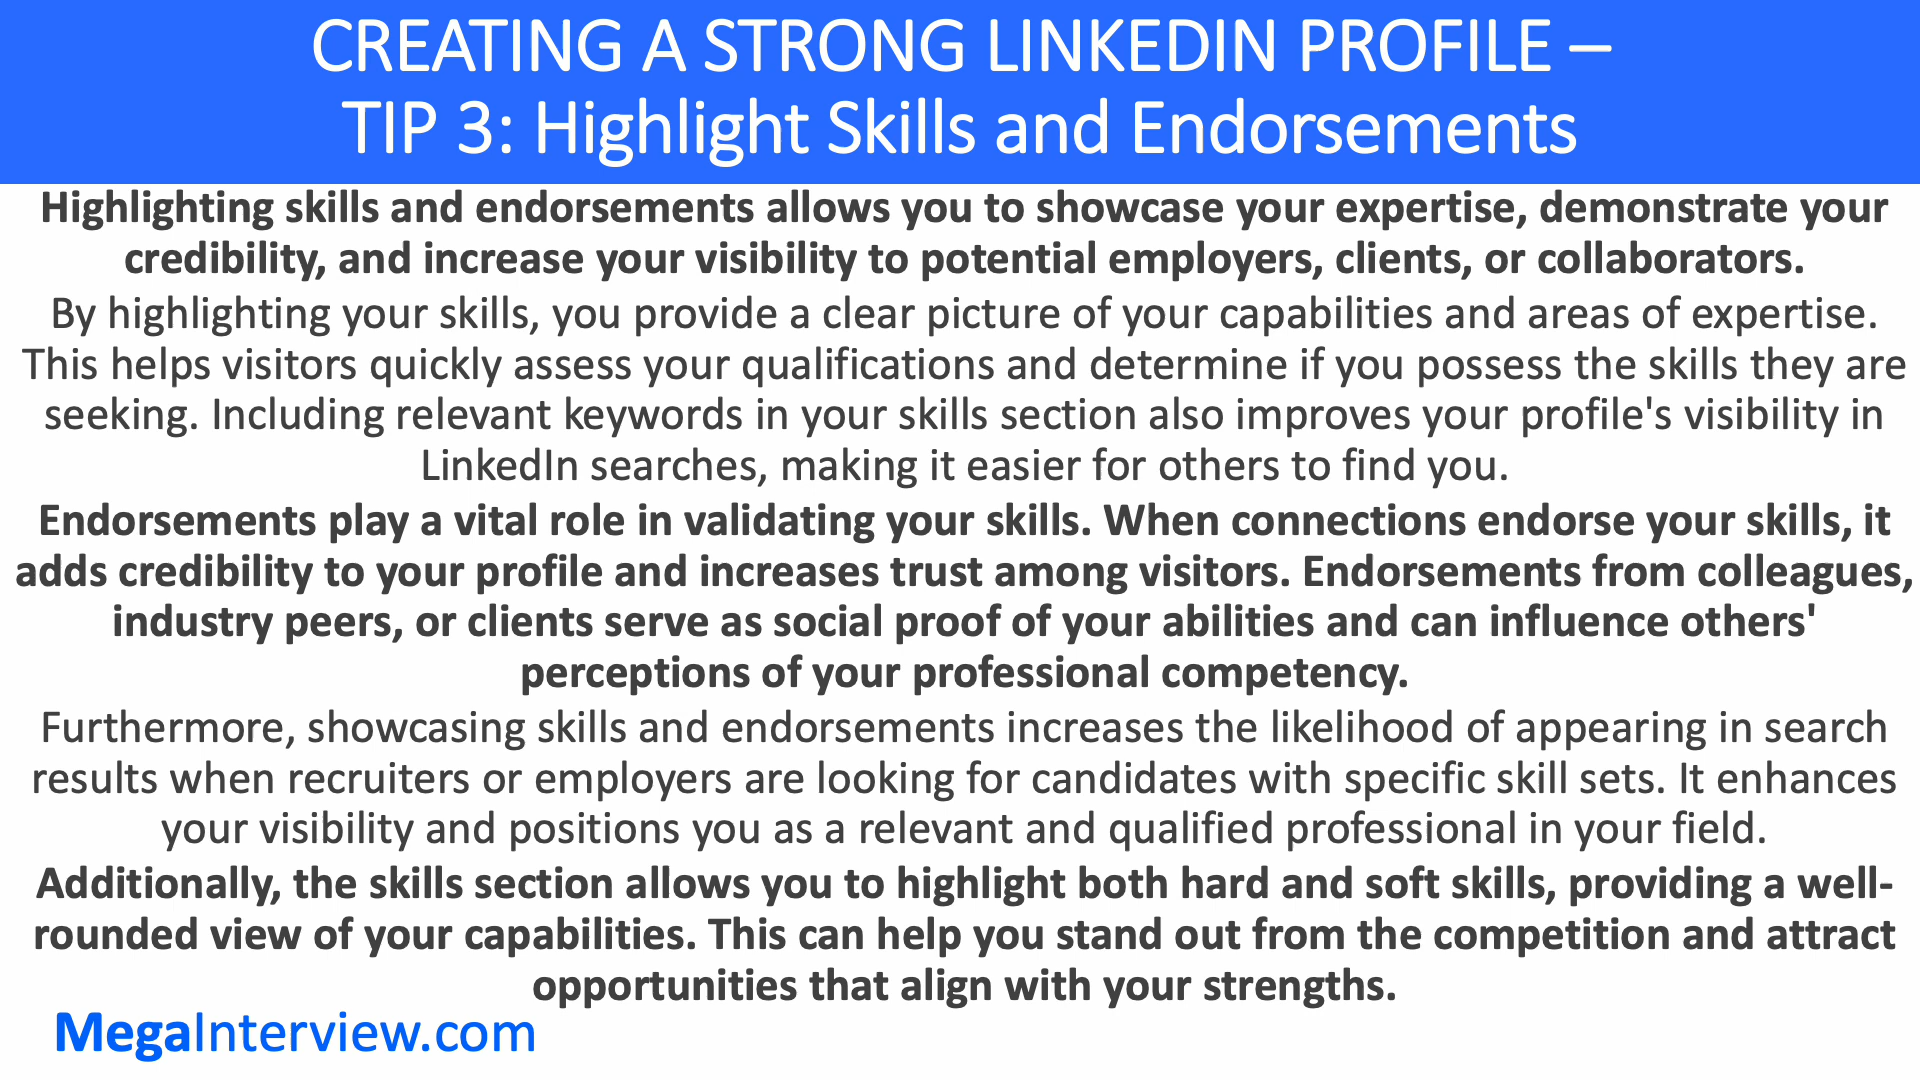 CREATING A STRONG LINKEDIN PROFILE –
TIP 3: Highlight Skills and Endorsements
Highlighting skills and endorsements allows you to showcase your expertise, demonstrate your
credibility, and increase your visibility to potential employers, clients, or collaborators.
By highlighting your skills, you provide a clear picture of your capabilities and areas of expertise.
This helps visitors quickly assess your qualifications and determine if you possess the skills they are
seeking. Including relevant keywords in your skills section also improves your profile's visibility in
LinkedIn searches, making it easier for others to find you.
Endorsements play a vital role in validating your skills. When connections endorse your skills, it
adds credibility to your profile and increases trust among visitors. Endorsements from colleagues,
industry peers, or clients serve as social proof of your abilities and can influence others'
perceptions of your professional competency.
Furthermore, showcasing skills and endorsements increases the likelihood of appearing in search
results when recruiters or employers are looking for candidates with specific skill sets. It enhances
your visibility and positions you as a relevant and qualified professional in your field.
Additionally, the skills section allows you to highlight both hard and soft skills, providing a well-
rounded view of your capabilities. This can help you stand out from the competition and attract
opportunities that align with your strengths.
MegaInterview.com